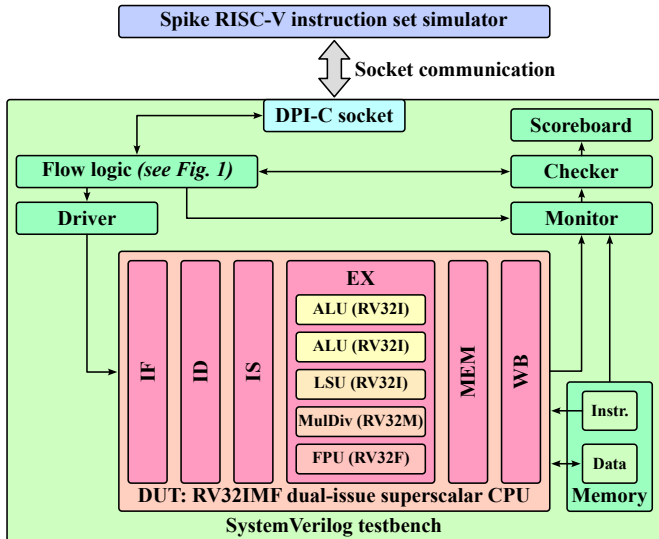 Spike RISC-V instruction set simulator
Socket communication
DPI-C socket
Scoreboard
Flow logic (see Fig. 1)
Checker
Driver
Monitor
IF
ID
IS
EX
ALU (RV32I)
ALU (RV32I)
LSU (RV32I)
MulDiv (RV32M)
FPU (RV32F)
MEM
WB
Instr.
Data
Memory
DUT: RV32IMF dual-issue superscalar CPU
SystemVerilog testbench